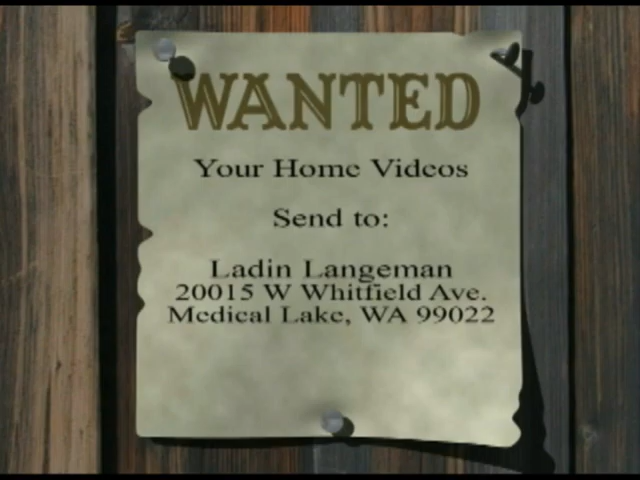 WANTED
Your Home Videos
Send to:
Ladin Langeman
20015 W Whitfield Ave.
Medical Lake, WA 99022